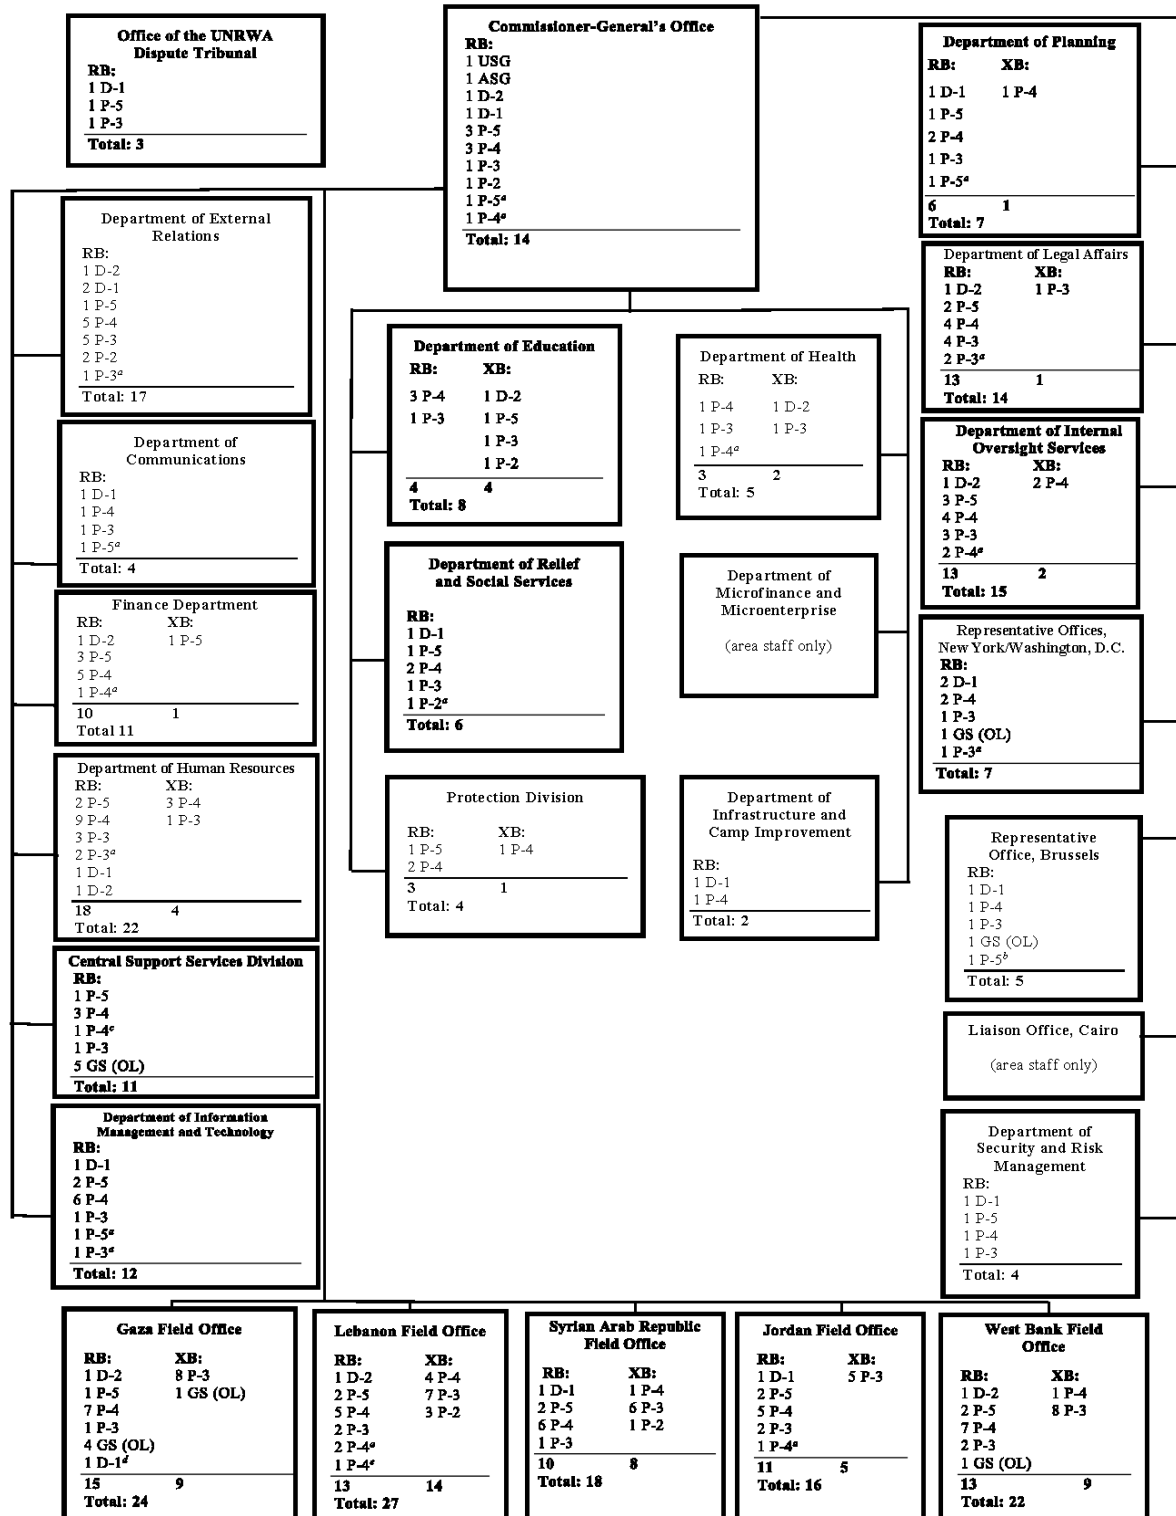 Office of the UNRWA
Dispute Tribunal
RB:
1 D-1
1 P-5
1 P-3
Total: 3
Commissioner-General's Office
RB:
1 USG
1 ASG
1 D-2
1 D-1
3 P-5
3 P-4
1 P-3
1 P-2
1 P-5a
1 P-4a
Total: 14
Department of Planning
RB: XB:
1 D-1 1 P-4
1 P-5
2 P-4
1 P-3
1 P-5a
6 1
Total: 7
Department of External
Relations
RB:
1 D-2
2 D-1
1 P-5
5 P-4
5 P-3
2 P-2
1 P-3a
Total: 17
Department of Legal Affairs
RB: XB:
1 D-2 1 P-3
2 P-5
4 P-4
4 P-3
2 P-3a
13 1
Total: 14
Department of Education
RB: XB:
3 P-4 1 D-2
1 P-3 1 P-5
1 P-3
1 P-2
4 4
Total: 8
Department of Health
RB: XB:
1 P-4 1 D-2
1 P-3 1 P-3
1 P-4a
3 2
Total: 5
Department of
Communications
RB:
1 D-1
1 P-4
1 P-3
1 P-5a
Total: 4
Department of Internal
Oversight Services
RB: XB:
1 D-2 2 P-4
3 P-5
4 P-4
3 P-3
2 P-4a
13 2
Total: 15
Department of Relief
and Social Services
RB:
1 D-1
1 P-5
2 P-4
1 P-3
1 P-2a
Total: 6
Department of
Microfinance and
Microenterprise
(area staff only)
Finance Department
RB: XB:
1 D-2 1 P-5
3 P-5
5 P-4
1 P-4a
10 1
Total 11
Representative Offices,
New York/Washington, D.C.
RB:
2 D-1
2 P-4
1 P-3
1 GS (OL)
1 P-3a
Total: 7
Department of Human Resources
RB: XB:
2 P-5 3 P-4
9 P-4 1 P-3
3 P-3
2 P-3a
1 D-1
1 D-2
18 4
Total: 22
Protection Division
RB: XB:
1 P-5 1 P-4
2 P-4
3 1
Total: 4
Department of
Infrastructure and
Camp Improvement
RB:
1 D-1
1 P-4
Total: 2
Representative
Office, Brussels
RB:
1 D-1
1 P-4
1 P-3
1 GS (OL)
1 P-5b
Total: 5
Central Support Services Division
RB:
1 P-5
3 P-4
1 P-4c
1 P-3
5 GS (OL)
Total: 11
Liaison Office, Cairo
(area staff only)
Department of Information
Management and Technology
RB:
1 D-1
2 P-5
6 P-4
1 P-3
1 P-5a
1 P-3a
Total: 12
Department of
Security and Risk
Management
RB:
1 D-1
1 P-5
1 P-4
1 P-3
Total: 4
Gaza Field Office
RB: XB:
1 D-2 8 P-3
1 P-5 1 GS (OL)
7 P-4
1 P-3
4 GS (OL)
1 D-1d
15 9
Total: 24
Lebanon Field Office
RB: XB:
1 D-2 4 P-4
2 P-5 7 P-3
5 P-4 3 P-2
2 P-3
2 P-4a
1 P-4e
13 14
Total: 27
Syrian Arab Republic
Field Office
RB: XB:
1 D-1 1 P-4
2 P-5 6 P-3
6 P-4 1 P-2
1 P-3
10 8
Total: 18
Jordan Field Office
RB: XB:
1 D-1 5 P-3
2 P-5
5 P-4
2 P-3
1 P-4a
11 5
Total: 16
West Bank Field
Office
RB: XB:
1 D-2 1 P-4
2 P-5 8 P-3
7 P-4
2 P-3
1 GS (OL)
13 9
Total: 22